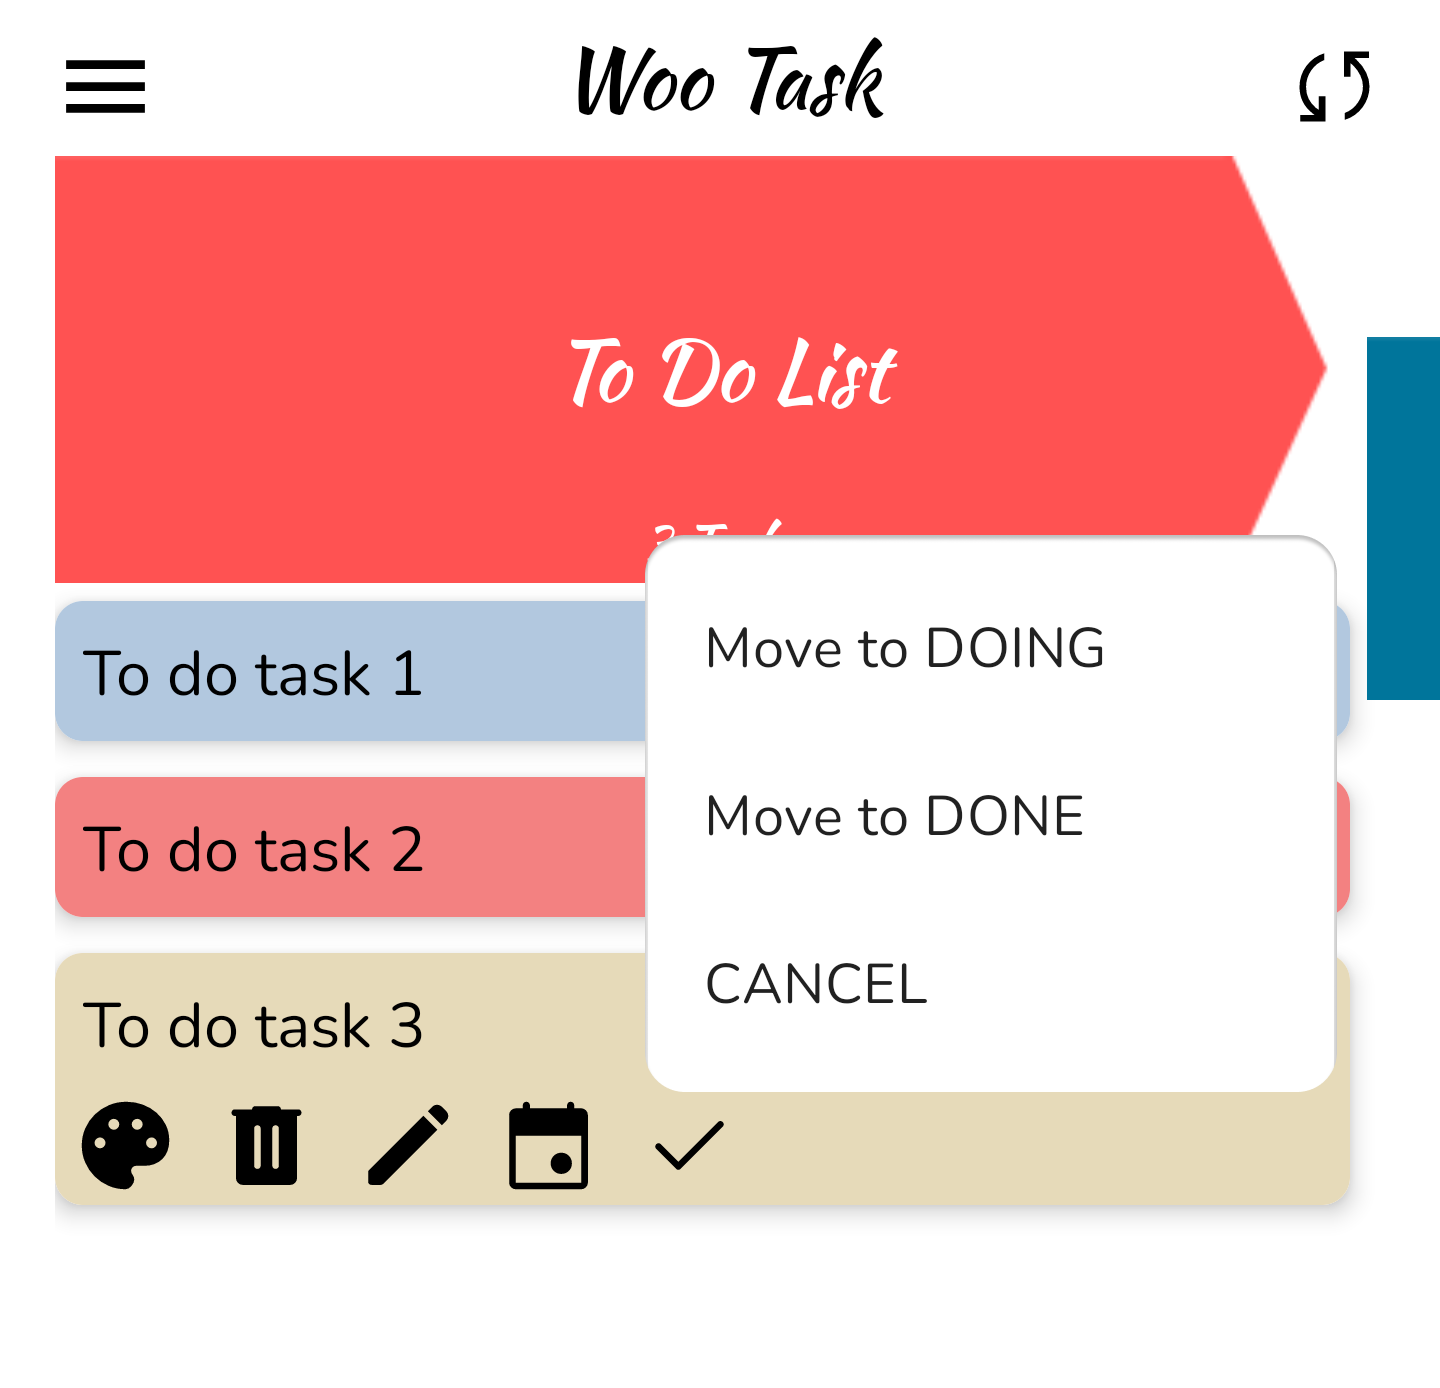 Woo Task
To Do List
To do task 1
To do task 2
To do task 3
Move to DOING
Move to DONE
CANCEL